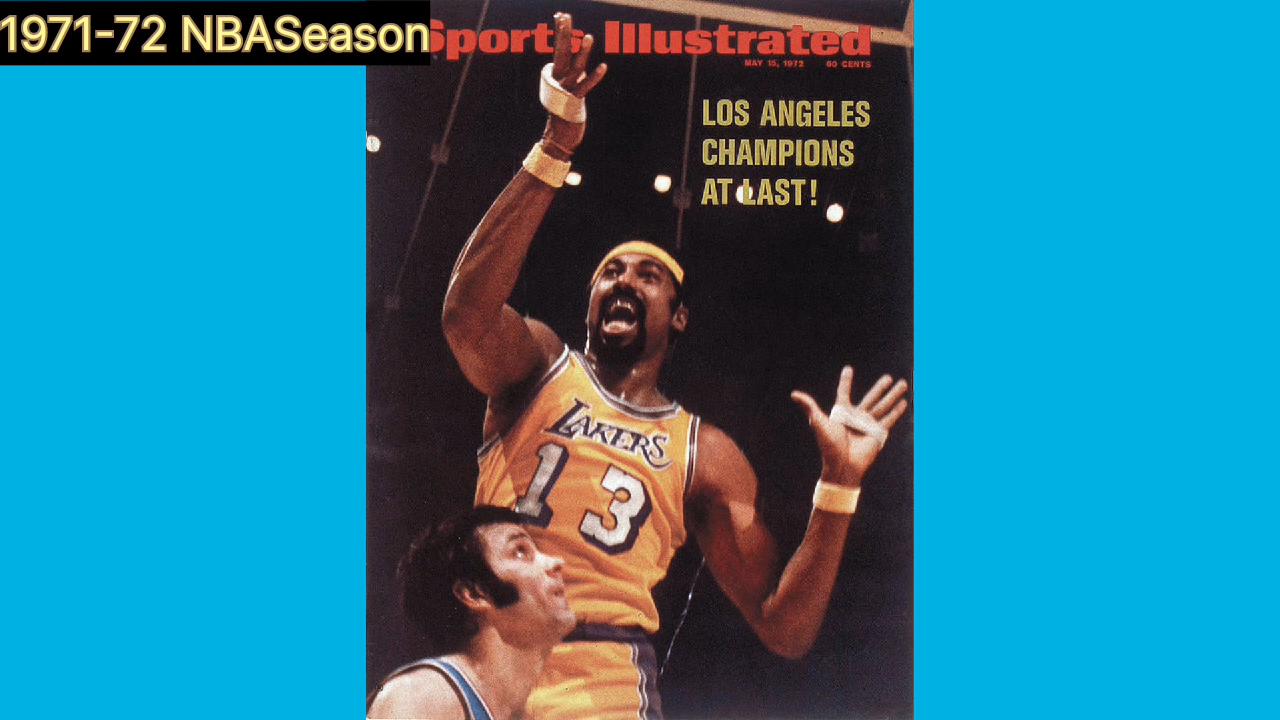 1971-72 NBASeason
Sports Illustrated
MAY 15, 1972 60 CENTS
LOS ANGELES
CHAMPIONS
AT LAST!
LAKERS
13